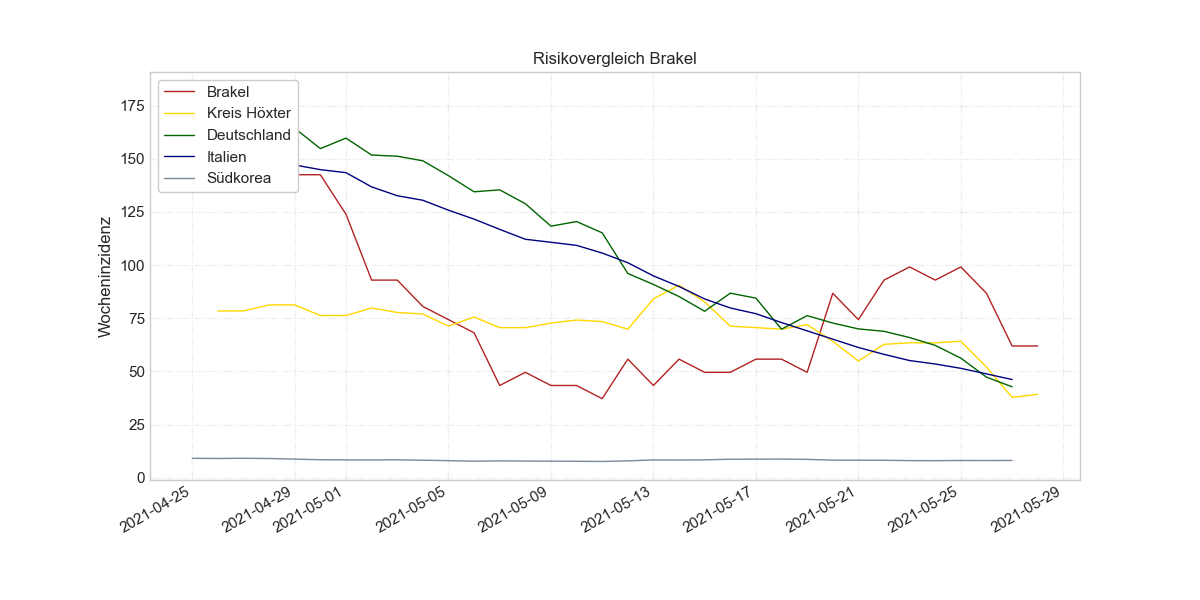 Risikovergleich Brakel
Brakel
Kreis Höxter
Deutschland
Italien
Südkorea
Wocheninzidenz
175
150
125
100
75
50
25
0
2021-04-25
2021-04-29
2021-05-01
2021-05-05
2021-05-09
2021-05-13
2021-05-17
2021-05-21
2021-05-25
2021-05-29